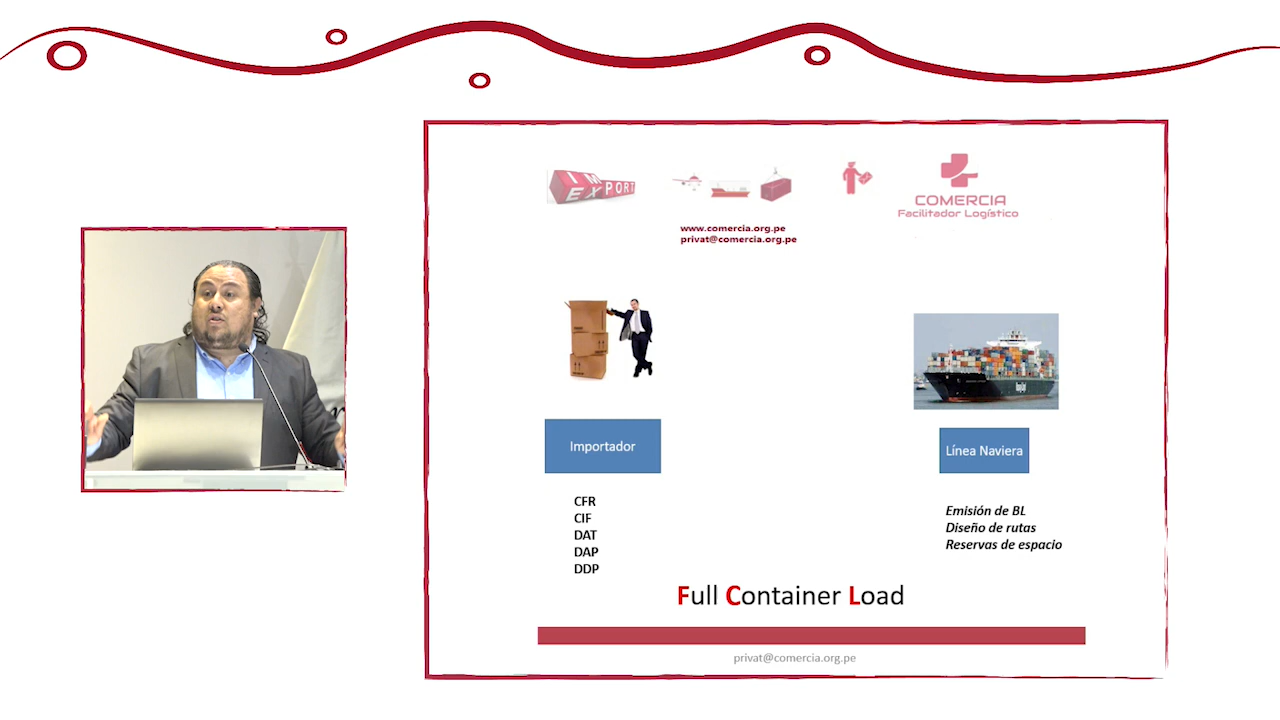 IM
EXPORT
COMERCIA
Facilitador Logístico
www.comercia.org.pe
privat@comercia.org.pe
Importador
Línea Naviera
CFR
CIF
DAT
DAP
DDP
Emisión de BL
Diseño de rutas
Reservas de espacio
Full Container Load
privat@comercia.org.pe